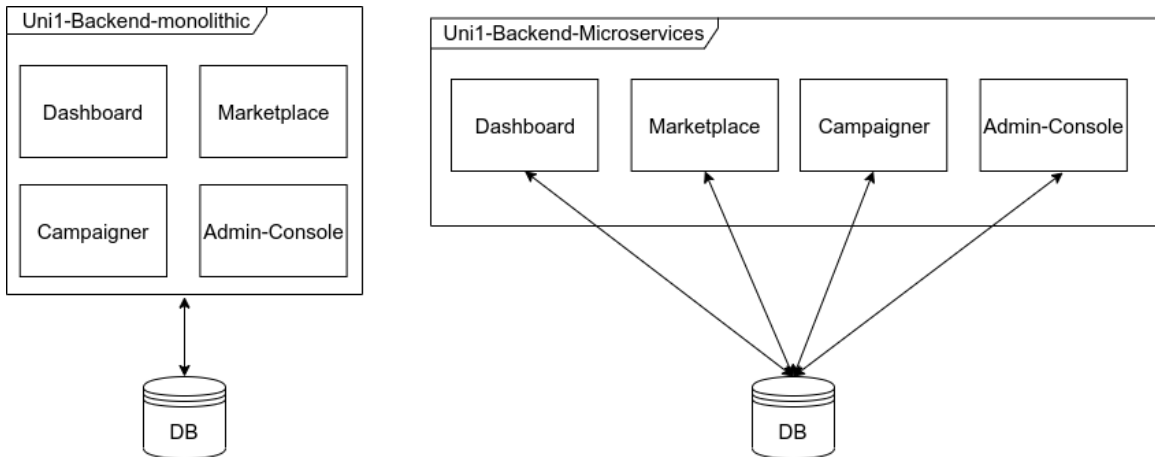 Uni1-Backend-monolithic
Dashboard
Marketplace
Campaigner
Admin-Console
DB
Uni1-Backend-Microservices
Dashboard
Marketplace
Campaigner
Admin-Console
DB